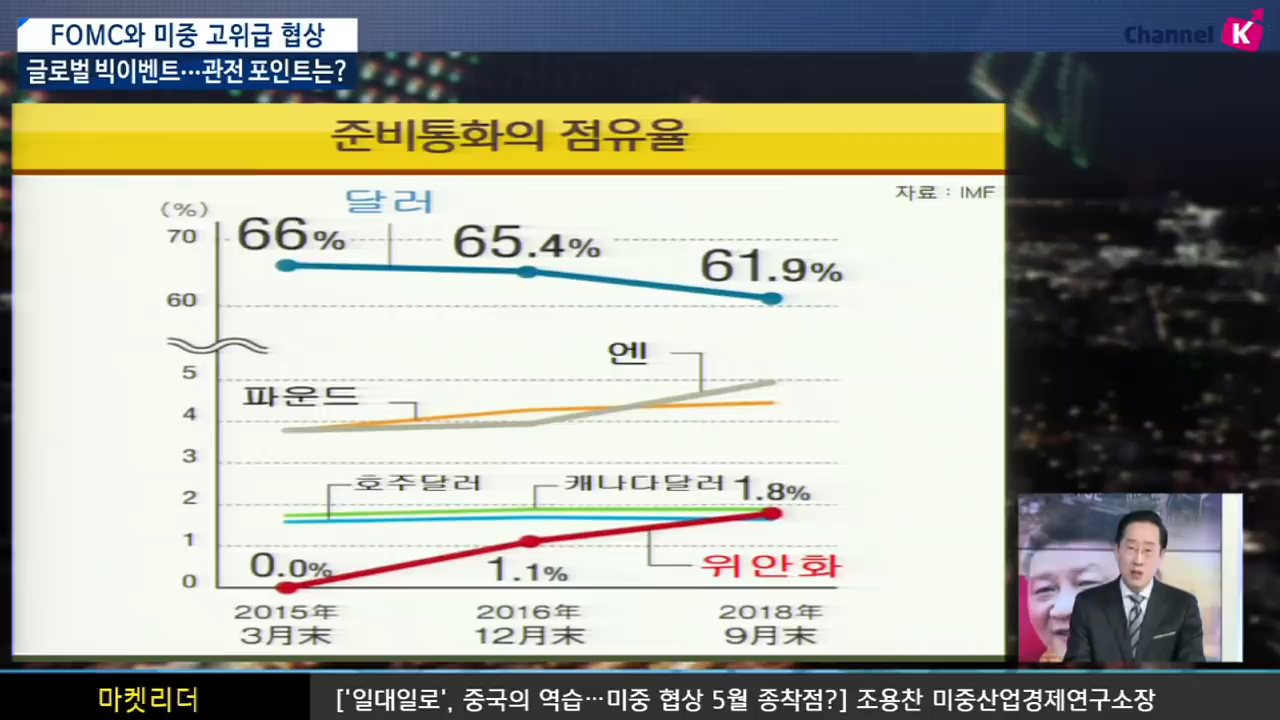 FOMC와 미중 고위급 협상
글로벌 빅이벤트…관전 포인트는?
Channel K
준비통화의 점유율
자료 : IMF
(%)
달러
70
66%
65.4%
61.9%
60
엔
5
파운드
4
3
호주달러
캐나다달러
1.8%
2
1
0.0%
1.1%
위안화
0
2015年
3月末
2016年
12月末
2018年
9月末
마켓리더
['일대일로', 중국의 역습…미중 협상 5월 종착점?] 조용찬 미중산업경제연구소장